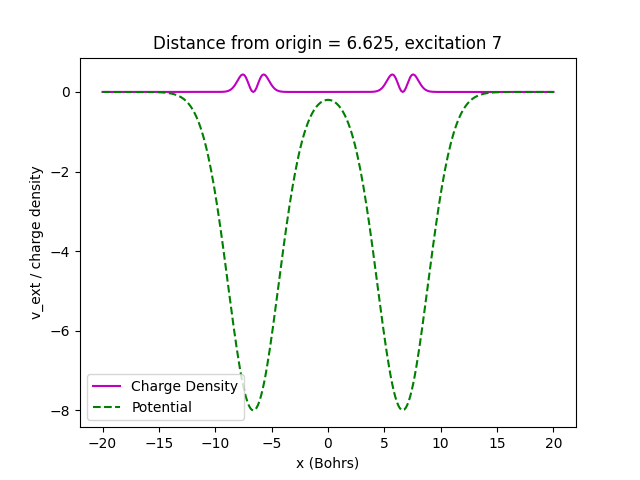 Distance from origin = 6.625, excitation 7
v_ext / charge density
0
−2
−4
−6
−8
Charge Density
Potential
−20
−15
−10
−5
0
5
10
15
20
x (Bohrs)